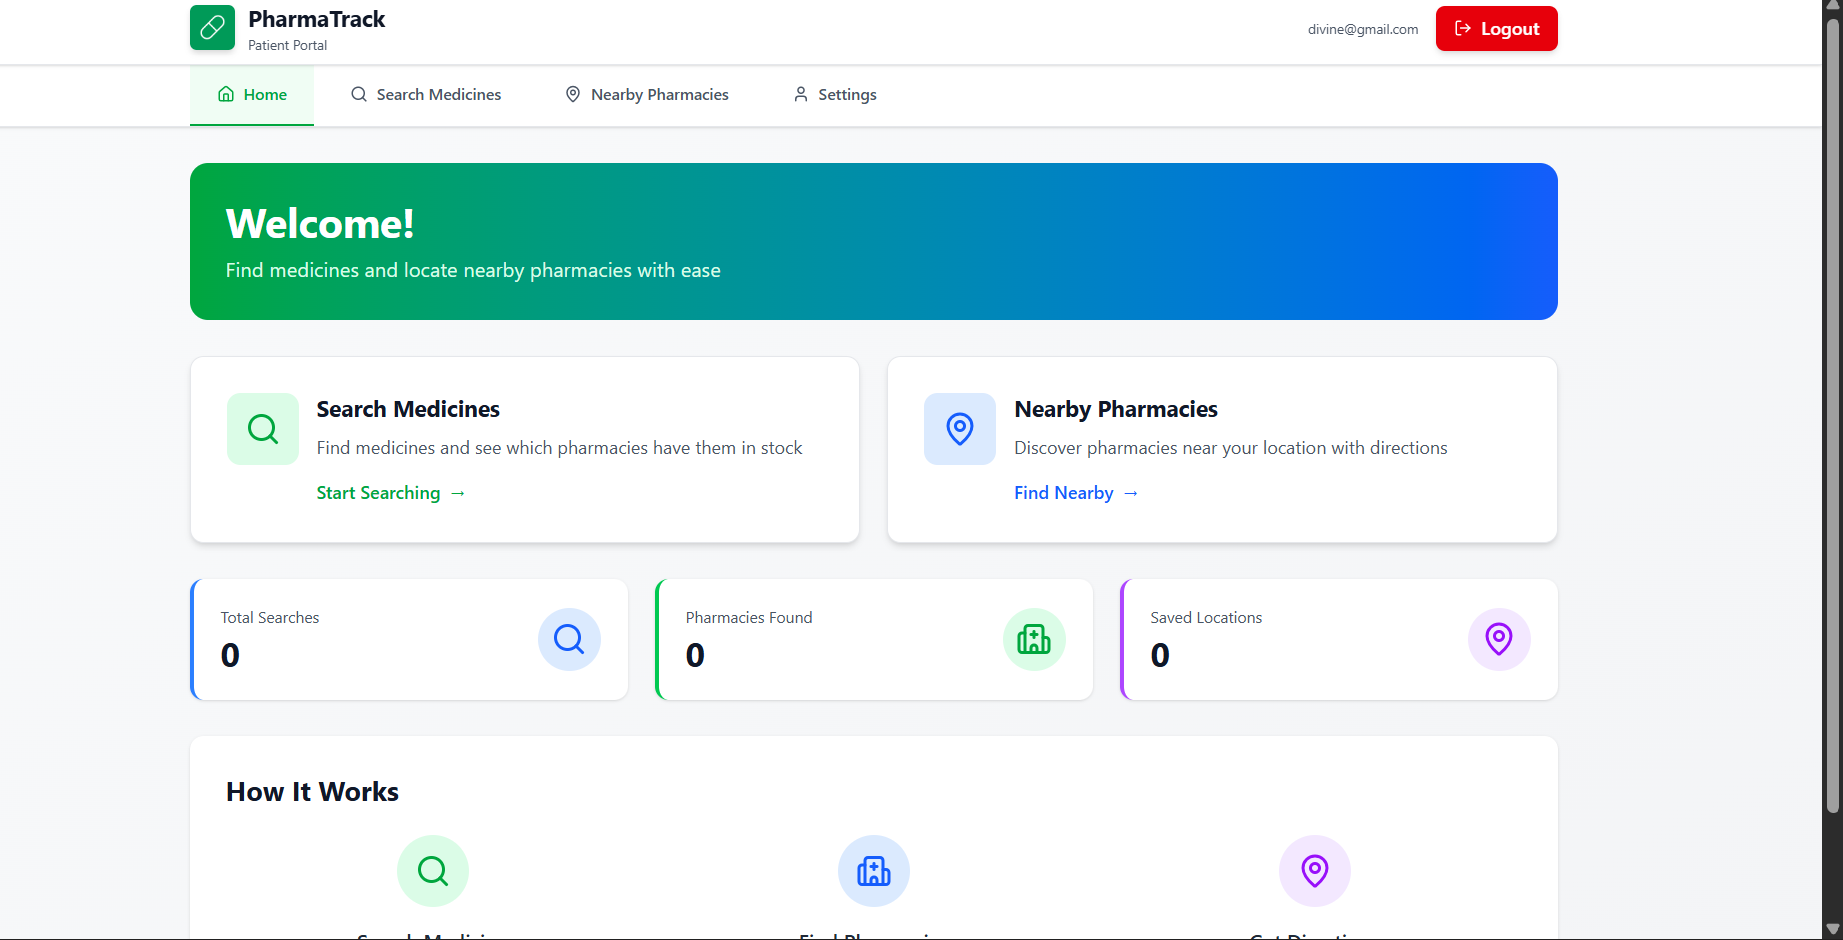 PharmaTrack
Patient Portal
divine@gmail.com
Logout
Home
Search Medicines
Nearby Pharmacies
Settings
Welcome!
Find medicines and locate nearby pharmacies with ease
Search Medicines
Find medicines and see which pharmacies have them in stock
Start Searching →
Nearby Pharmacies
Discover pharmacies near your location with directions
Find Nearby →
Total Searches
0
Pharmacies Found
0
Saved Locations
0
How It Works